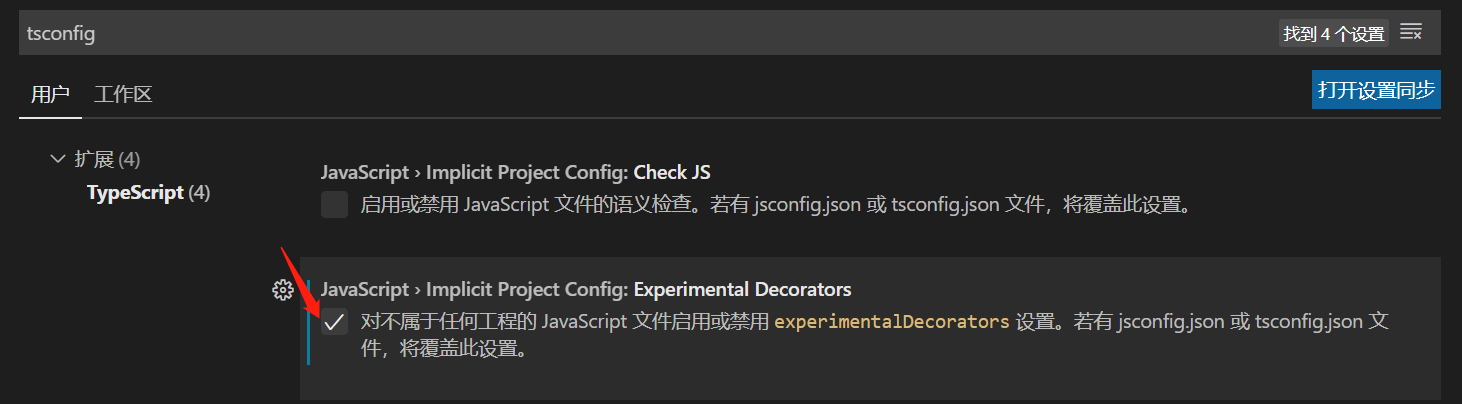 tsconfig
找到 4 个设置
用户
工作区
打开设置同步
扩展 (4)
TypeScript (4)
JavaScript › Implicit Project Config: Check JS
启用或禁用 JavaScript 文件的语义检查。若有 jsconfig.json 或 tsconfig.json 文件，将覆盖此设置。
JavaScript › Implicit Project Config: Experimental Decorators
对不属于任何工程的 JavaScript 文件启用或禁用 experimentalDecorators 设置。若有 jsconfig.json 或 tsconfig.json 文
件，将覆盖此设置。